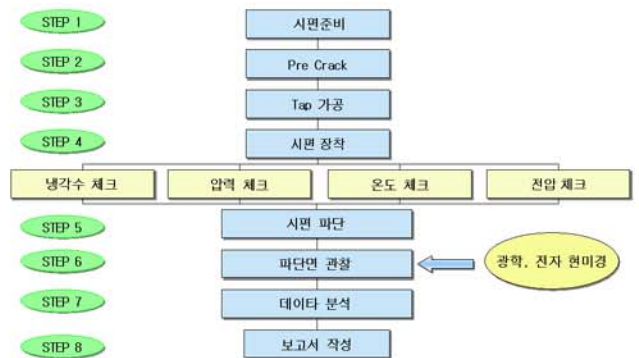 STEP 1 시편준비
STEP 2 Pre Crack
STEP 3 Tap 가공
STEP 4 시편 장착
냉각수 체크 압력 체크 온도 체크 전압 체크
STEP 5 시편 파단
STEP 6 파단면 관찰 광학, 전자 현미경
STEP 7 데이타 분석
STEP 8 보고서 작성